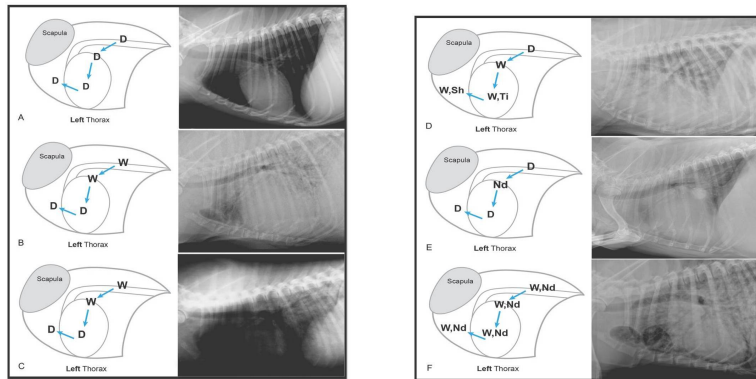 Scapula
D
D
D
D
A
Left Thorax
Scapula
W
W
D
D
B
Left Thorax
Scapula
W
W
D
D
C
Left Thorax
Scapula
D
W
W,Sh
W,Ti
D
Left Thorax
Scapula
D
Nd
D
D
E
Left Thorax
Scapula
W,Nd
W,Nd
W,Nd
W,Nd
F
Left Thorax